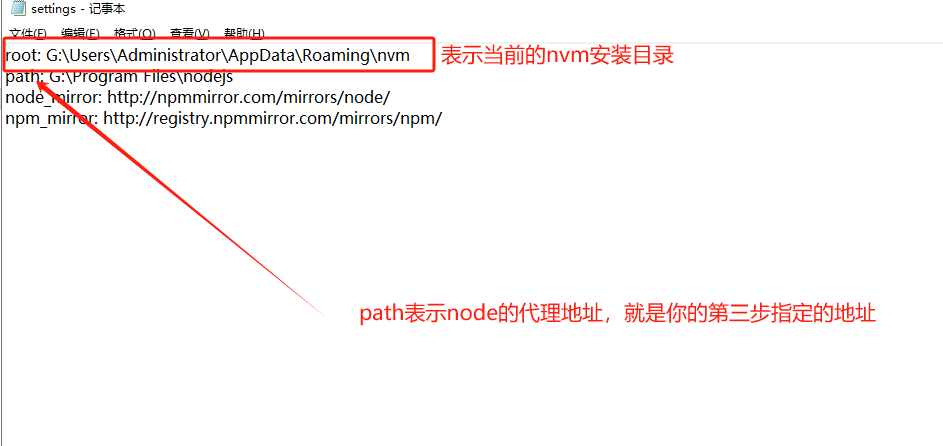 settings - 记事本
文件(F) 编辑(E) 格式(O) 查看(V) 帮助(H)
root: G:\Users\Administrator\AppData\Roaming\nvm 表示当前的nvm安装目录
path: G:\Program Files\nodejs
node_mirror: http://npmmirror.com/mirrors/node/
npm_mirror: http://registry.npmmirror.com/mirrors/npm/
path表示node的代理地址，就是你的第三步指定的地址